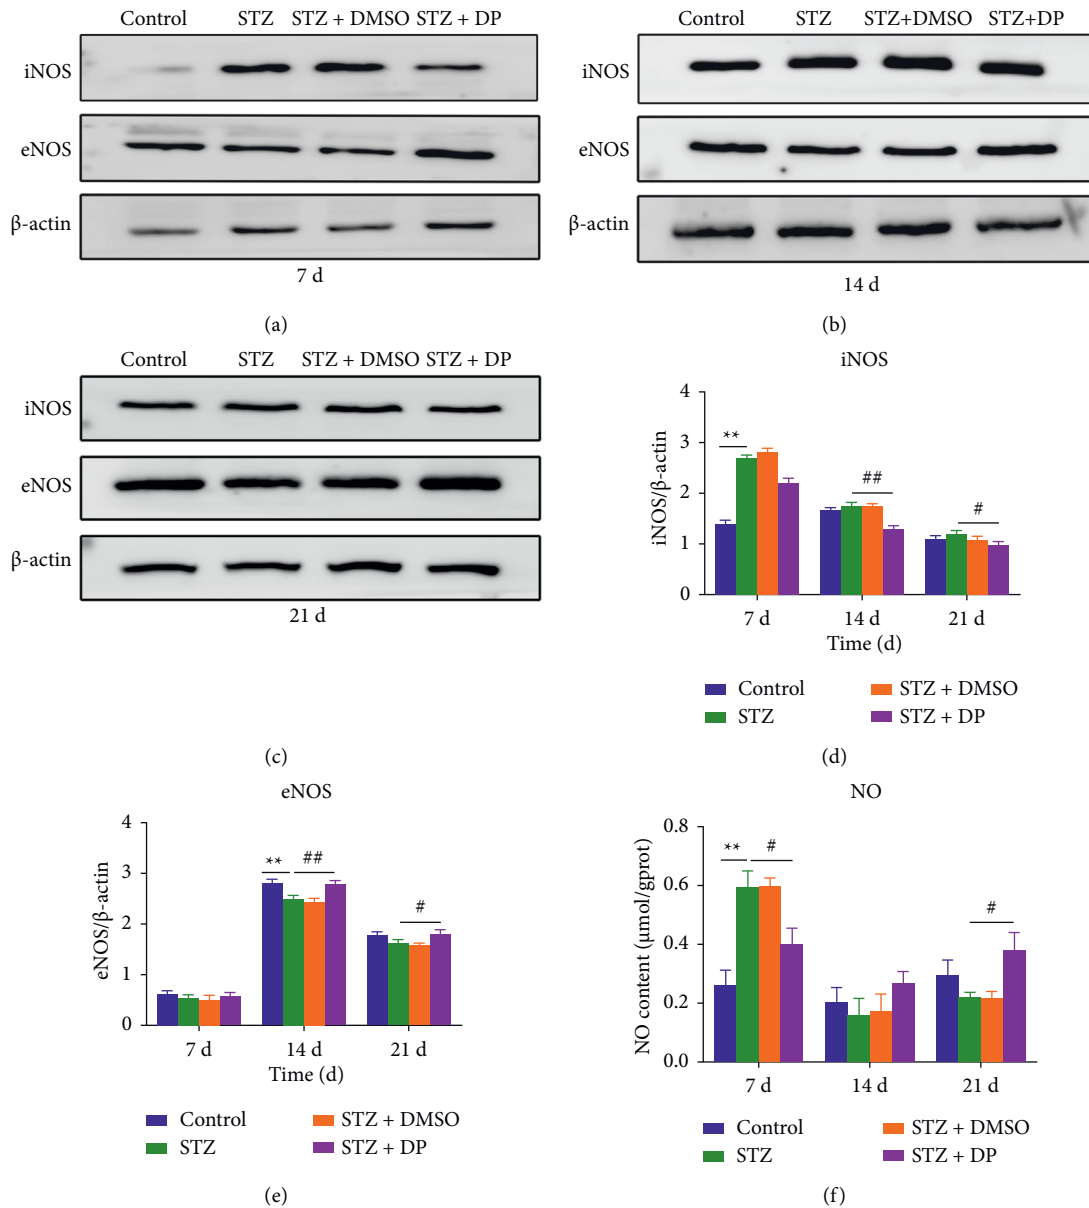 Control STZ STZ + DMSO STZ + DP
iNOS
eNOS
β-actin
7 d
(a)
Control STZ STZ+DMSO STZ+DP
iNOS
eNOS
β-actin
14 d
(b)
Control STZ STZ + DMSO STZ + DP
iNOS
eNOS
β-actin
21 d
(c)
iNOS
iNOS/β-actin
4
3
2
1
0
**
##
#
7 d 14 d 21 d
Time (d)
Control STZ + DMSO
STZ STZ + DP
(d)
eNOS
eNOS/β-actin
4
3
2
1
0
** ##
#
7 d 14 d 21 d
Time (d)
Control STZ + DMSO
STZ STZ + DP
(e)
NO
NO content (μmol/gprot)
0.8
0.6
0.4
0.2
0.0
** #
#
7 d 14 d 21 d
Control STZ + DMSO
STZ STZ + DP
(f)